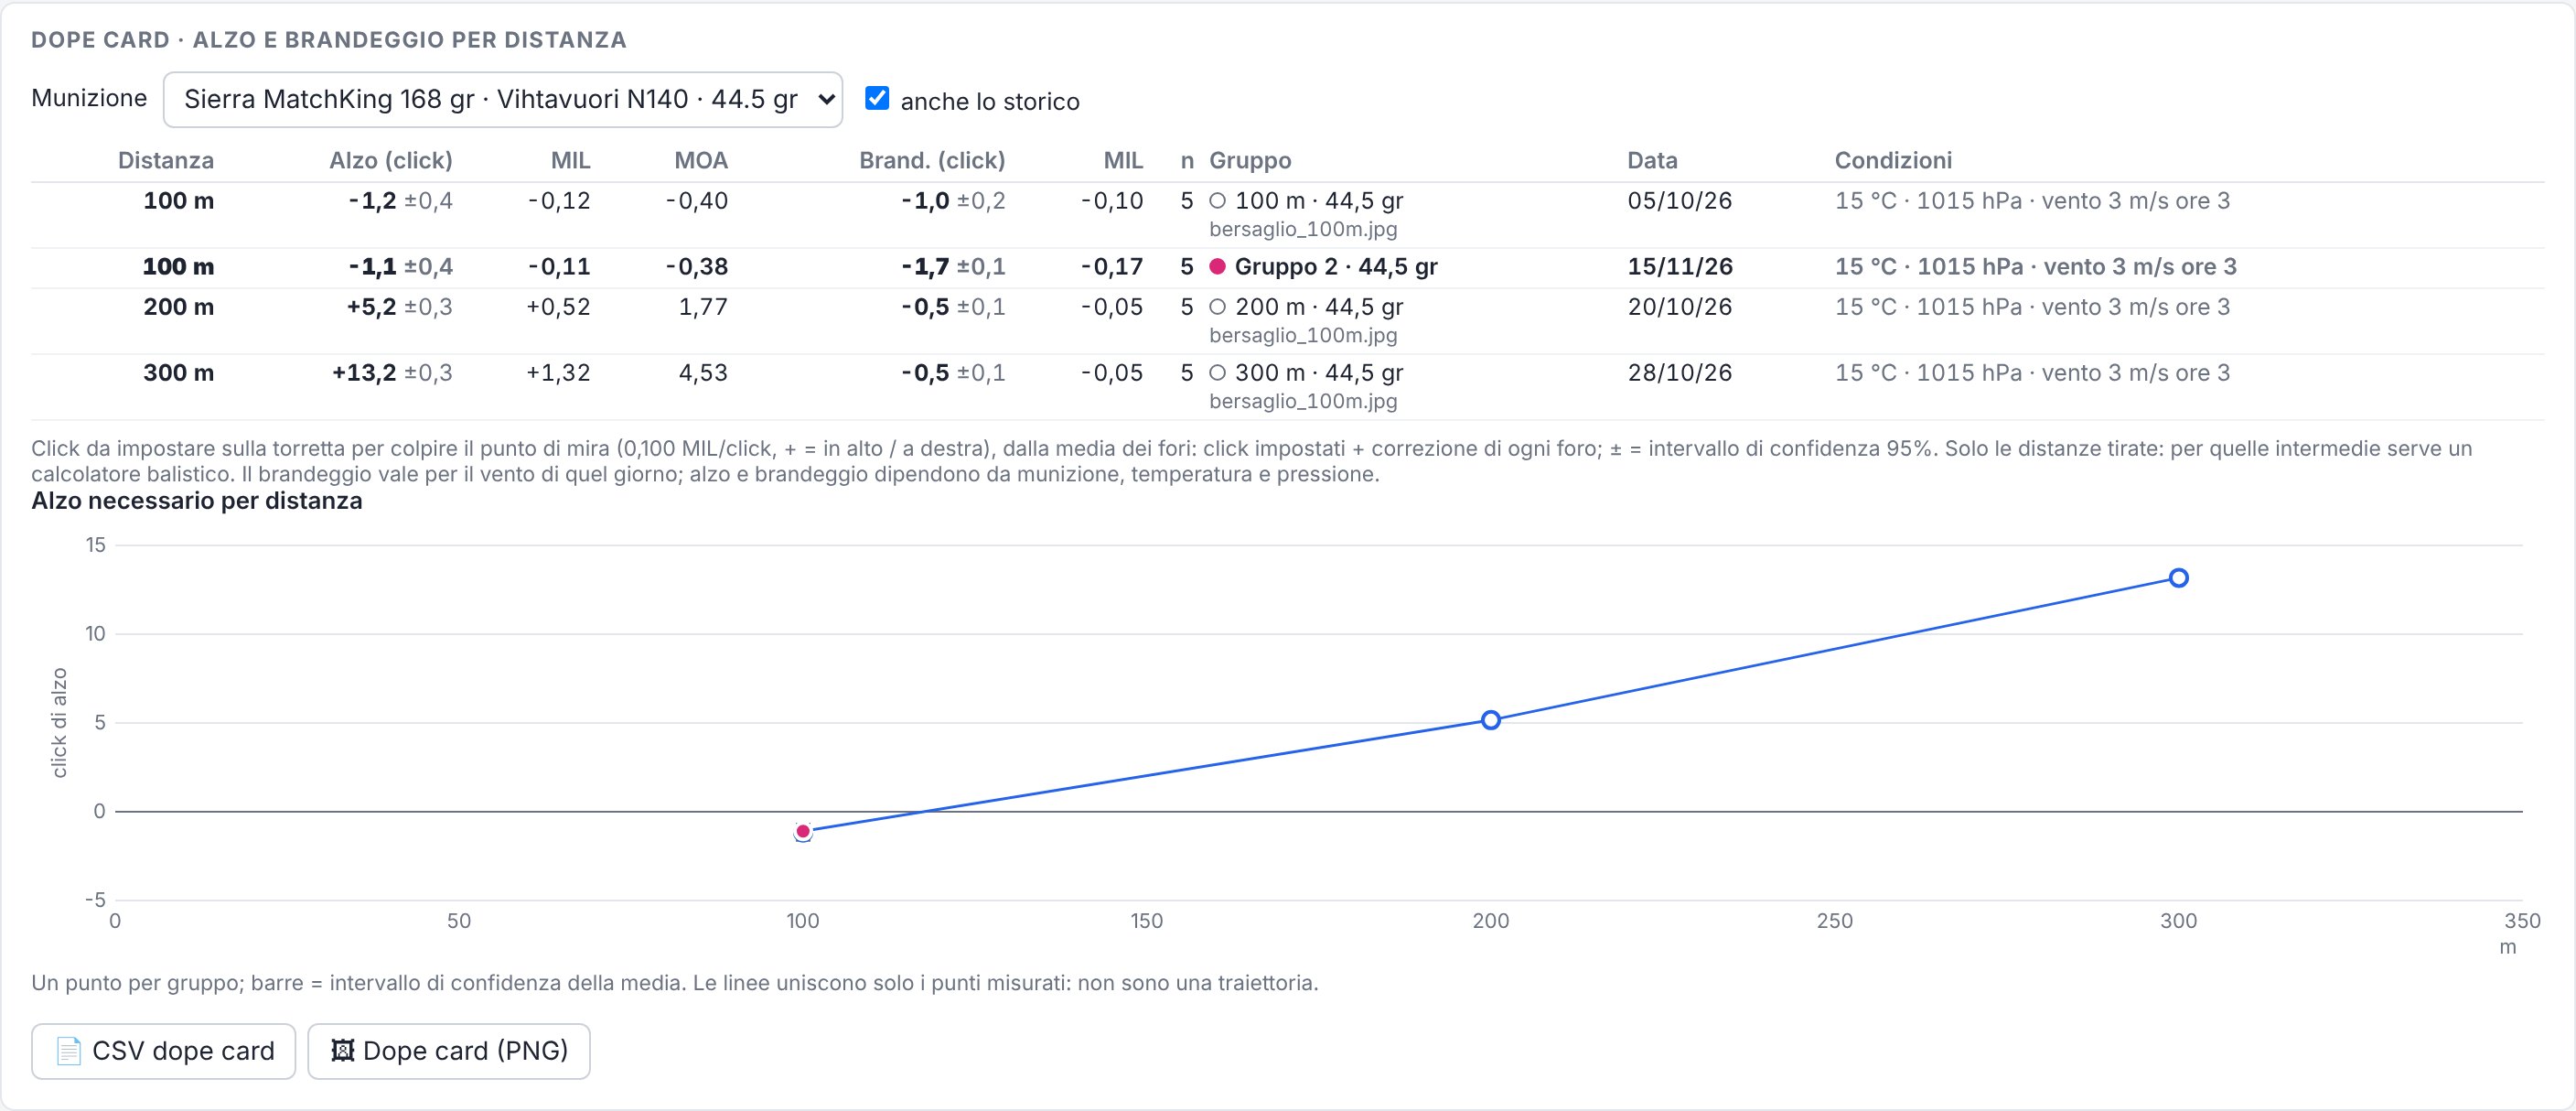 DOPE CARD · ALZO E BRANDEGGIO PER DISTANZA
Munizione Sierra MatchKing 168 gr · Vihtavuori N140 · 44.5 gr anche lo storico
Distanza Alzo (click) MIL MOA Brand. (click) MIL n Gruppo Data Condizioni
100 m -1,2 ±0,4 -0,12 -0,40 -1,0 ±0,2 -0,10 5 100 m · 44,5 gr 05/10/26 15 °C · 1015 hPa · vento 3 m/s ore 3
bersaglio_100m.jpg
100 m -1,1 ±0,4 -0,11 -0,38 -1,7 ±0,1 -0,17 5 Gruppo 2 · 44,5 gr 15/11/26 15 °C · 1015 hPa · vento 3 m/s ore 3
200 m +5,2 ±0,3 +0,52 1,77 -0,5 ±0,1 -0,05 5 200 m · 44,5 gr 20/10/26 15 °C · 1015 hPa · vento 3 m/s ore 3
bersaglio_100m.jpg
300 m +13,2 ±0,3 +1,32 4,53 -0,5 ±0,1 -0,05 5 300 m · 44,5 gr 28/10/26 15 °C · 1015 hPa · vento 3 m/s ore 3
bersaglio_100m.jpg
Click da impostare sulla torretta per colpire il punto di mira (0,100 MIL/click, + = in alto / a destra), dalla media dei fori: click impostati + correzione di ogni foro; ± = intervallo di confidenza 95%. Solo le distanze tirate: per quelle intermedie serve un
calcolatore balistico. Il brandeggio vale per il vento di quel giorno; alzo e brandeggio dipendono da munizione, temperatura e pressione.
Alzo necessario per distanza
15
10
5
0
-5
click di alzo
0 50 100 150 200 250 300 350
m
Un punto per gruppo; barre = intervallo di confidenza della media. Le linee uniscono solo i punti misurati: non sono una traiettoria.
CSV dope card Dope card (PNG)